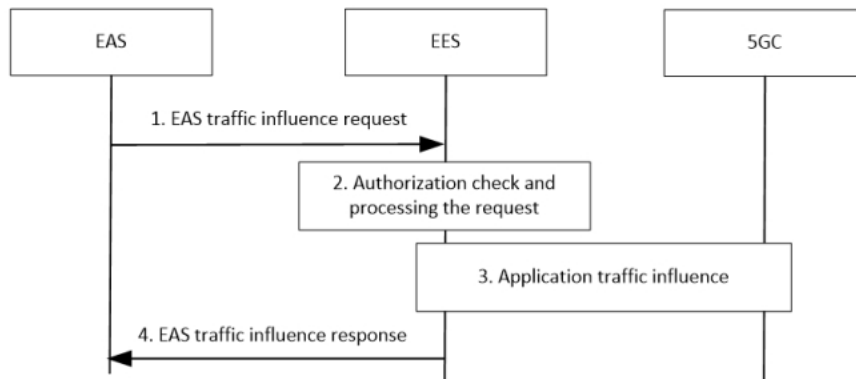 EAS
EES
5GC
1. EAS traffic influence request
2. Authorization check and
processing the request
3. Application traffic influence
4. EAS traffic influence response